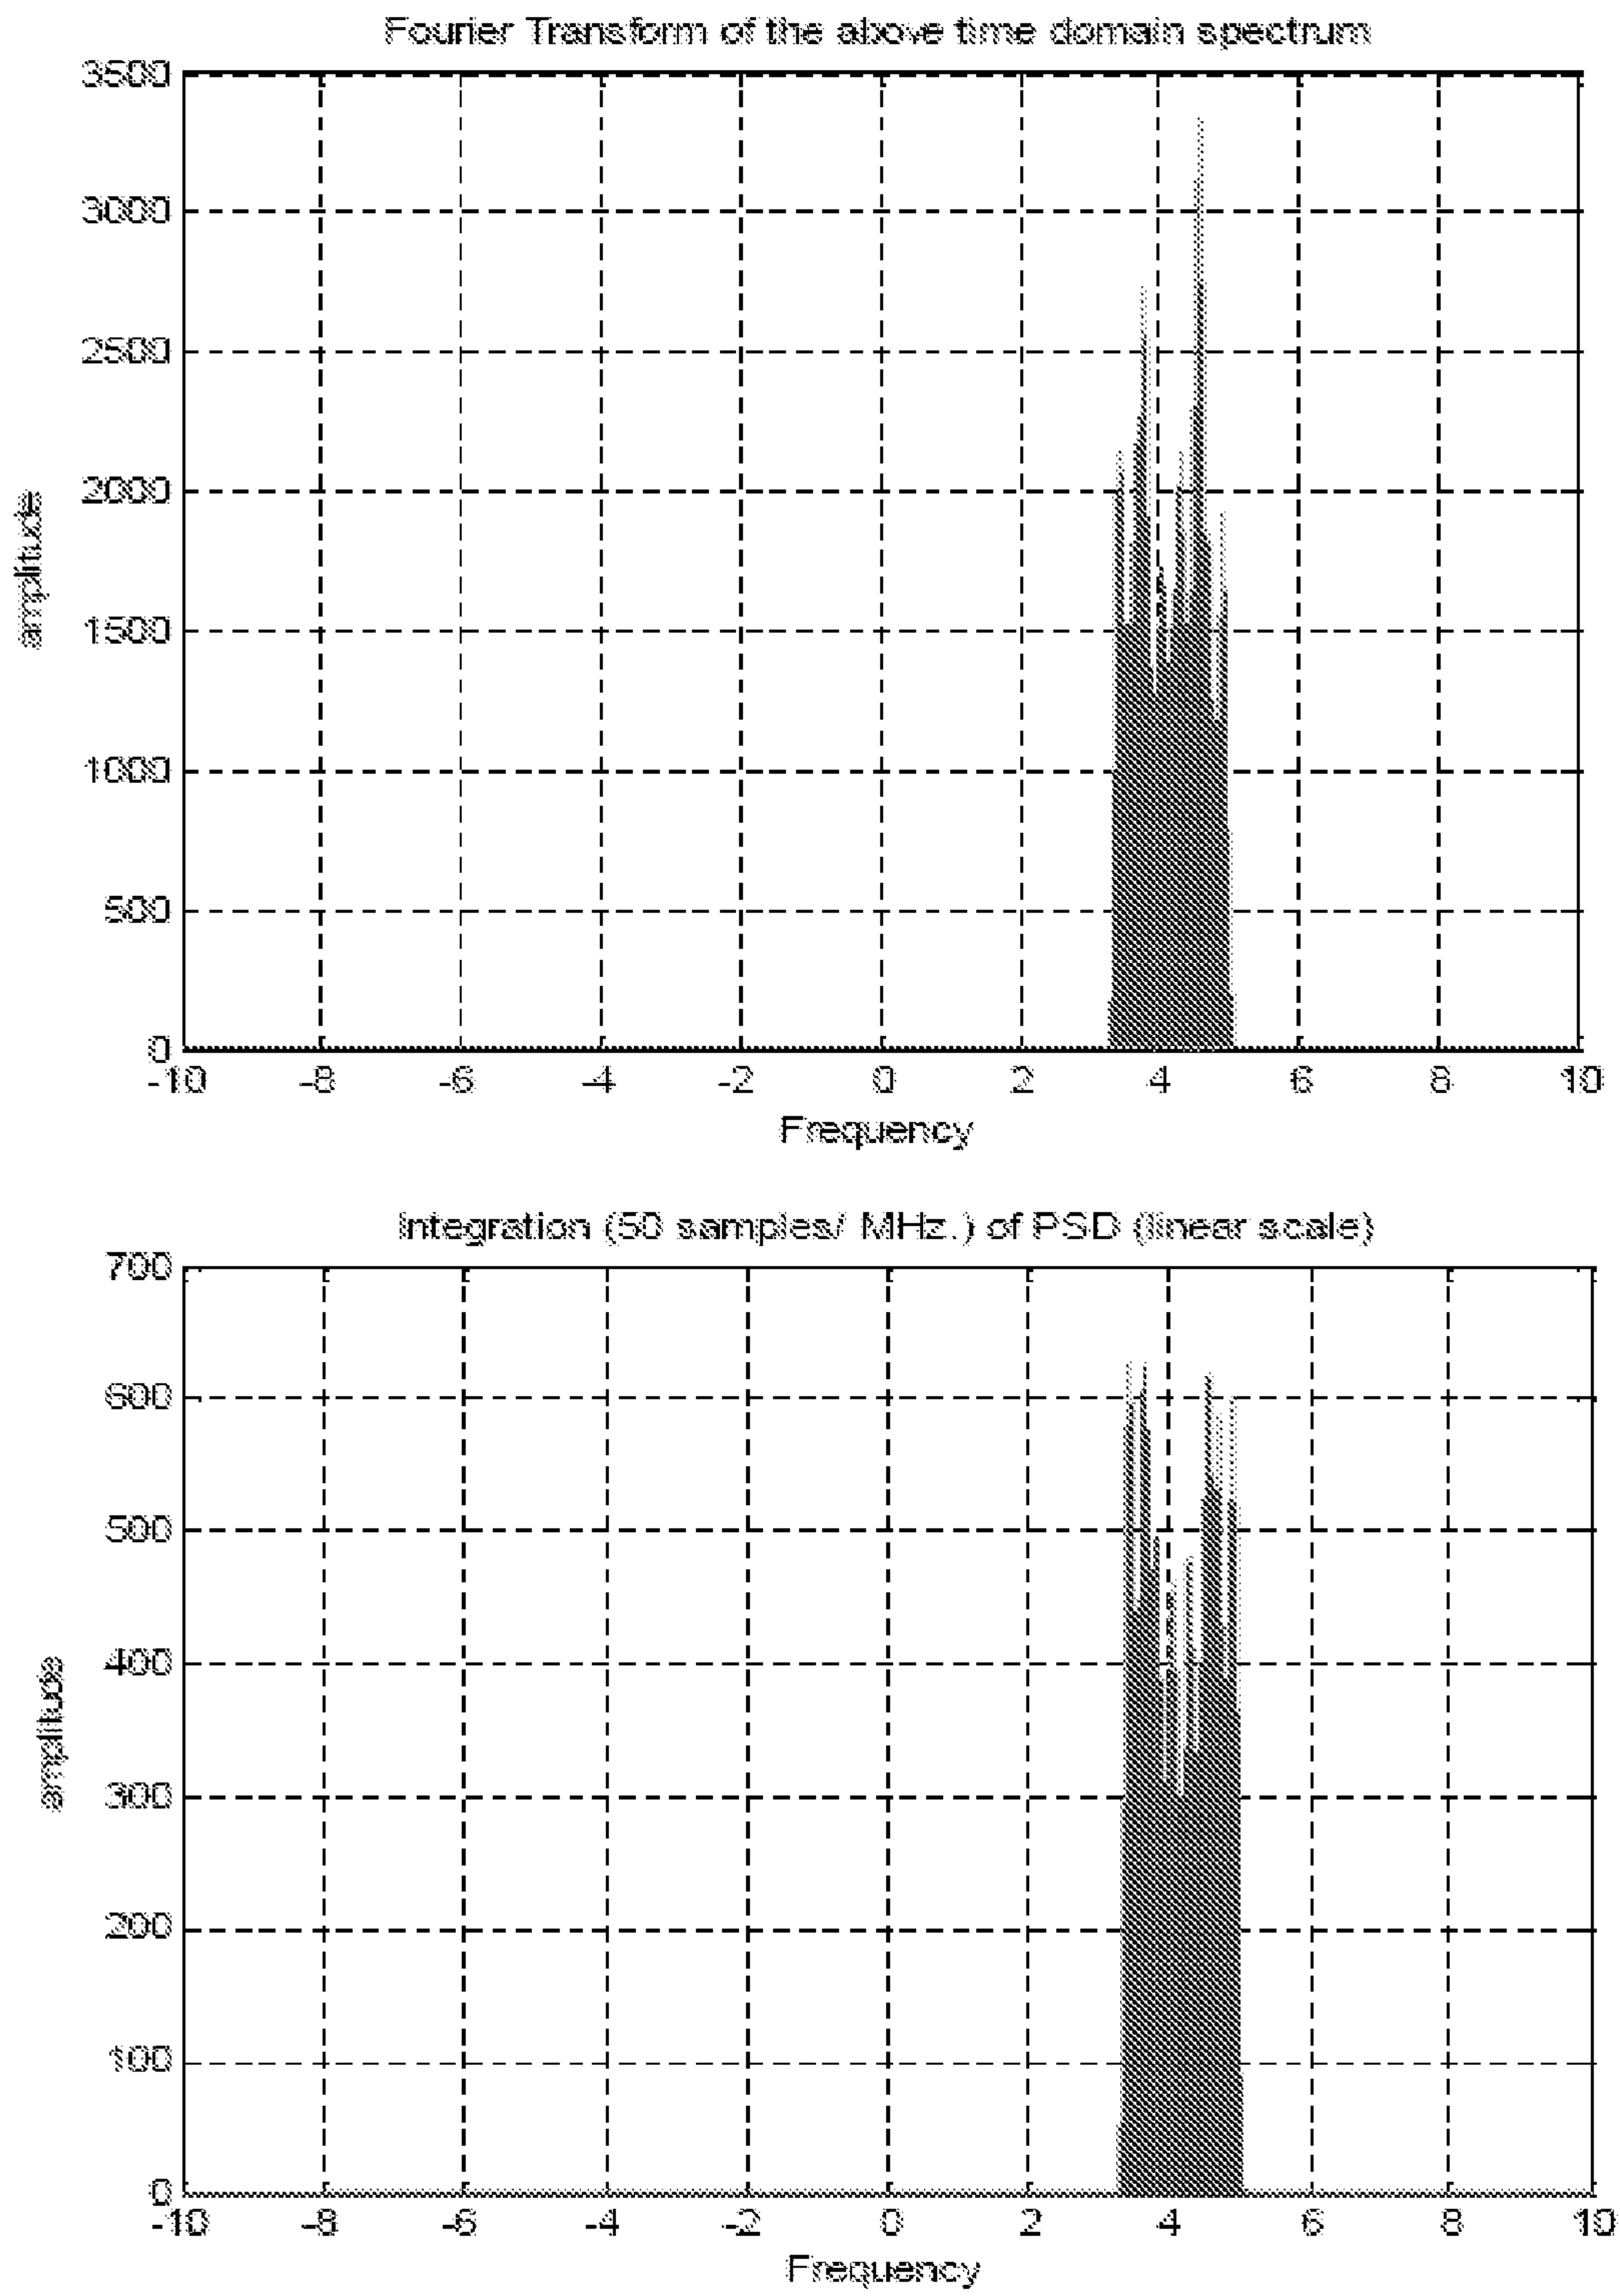 Fourier Transform of the above time domain spectrum
3500
3000
2500
2000
1500
1000
500
0
amplitude
-10 -8 -6 -4 -2 0 2 4 6 8 10
Frequency
Integration (50 samples/ MHz.) of PSD (linear scale)
700
600
500
400
300
200
100
0
amplitude
-10 -8 -6 -4 -2 0 2 4 6 8 10
Frequency